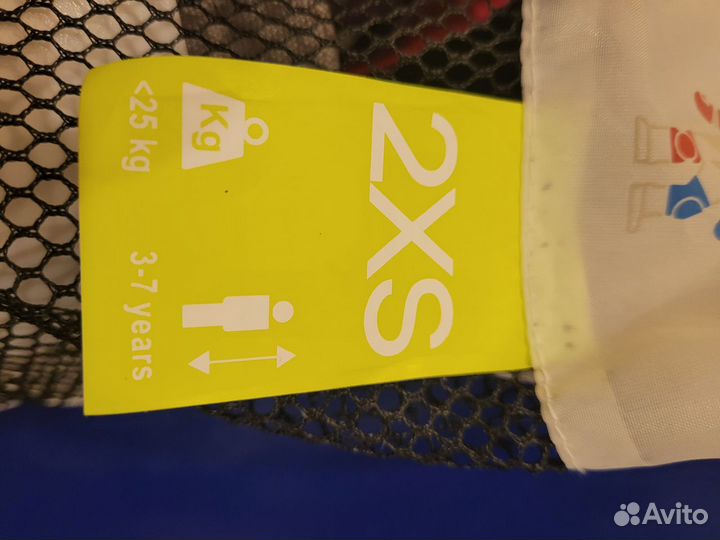 2XS
Kg
<25 kg
3-7 years
Avito